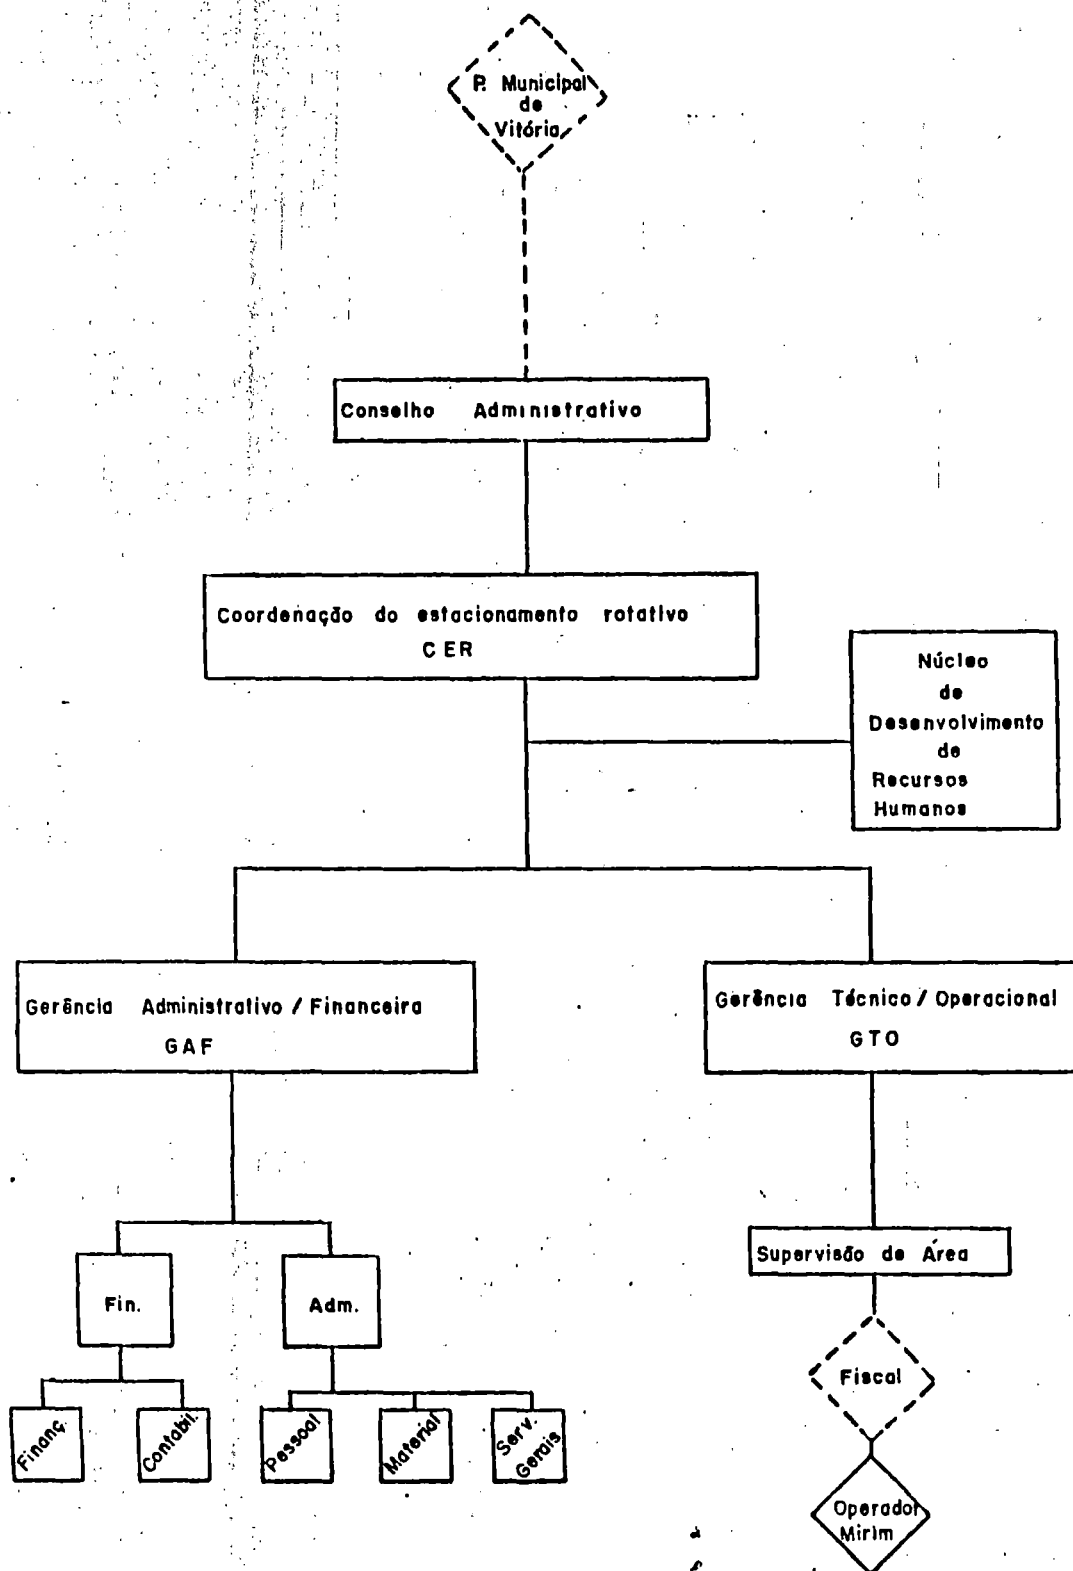 P. Municipal
de
Vitória
Conselho Administrativo
Coordenação do estacionamento rotativo
CER
Núcleo
de
Desenvolvimento
de
Recursos
Humanos
Gerência Administrativo / Financeira
GAF
Gerência Técnico / Operacional
GTO
Supervisão de Área
Fin.
Adm.
Fiscal
Finanç.
Contabil.
Pessoal
Material
Serv.
Gerais
Operador
Mirim